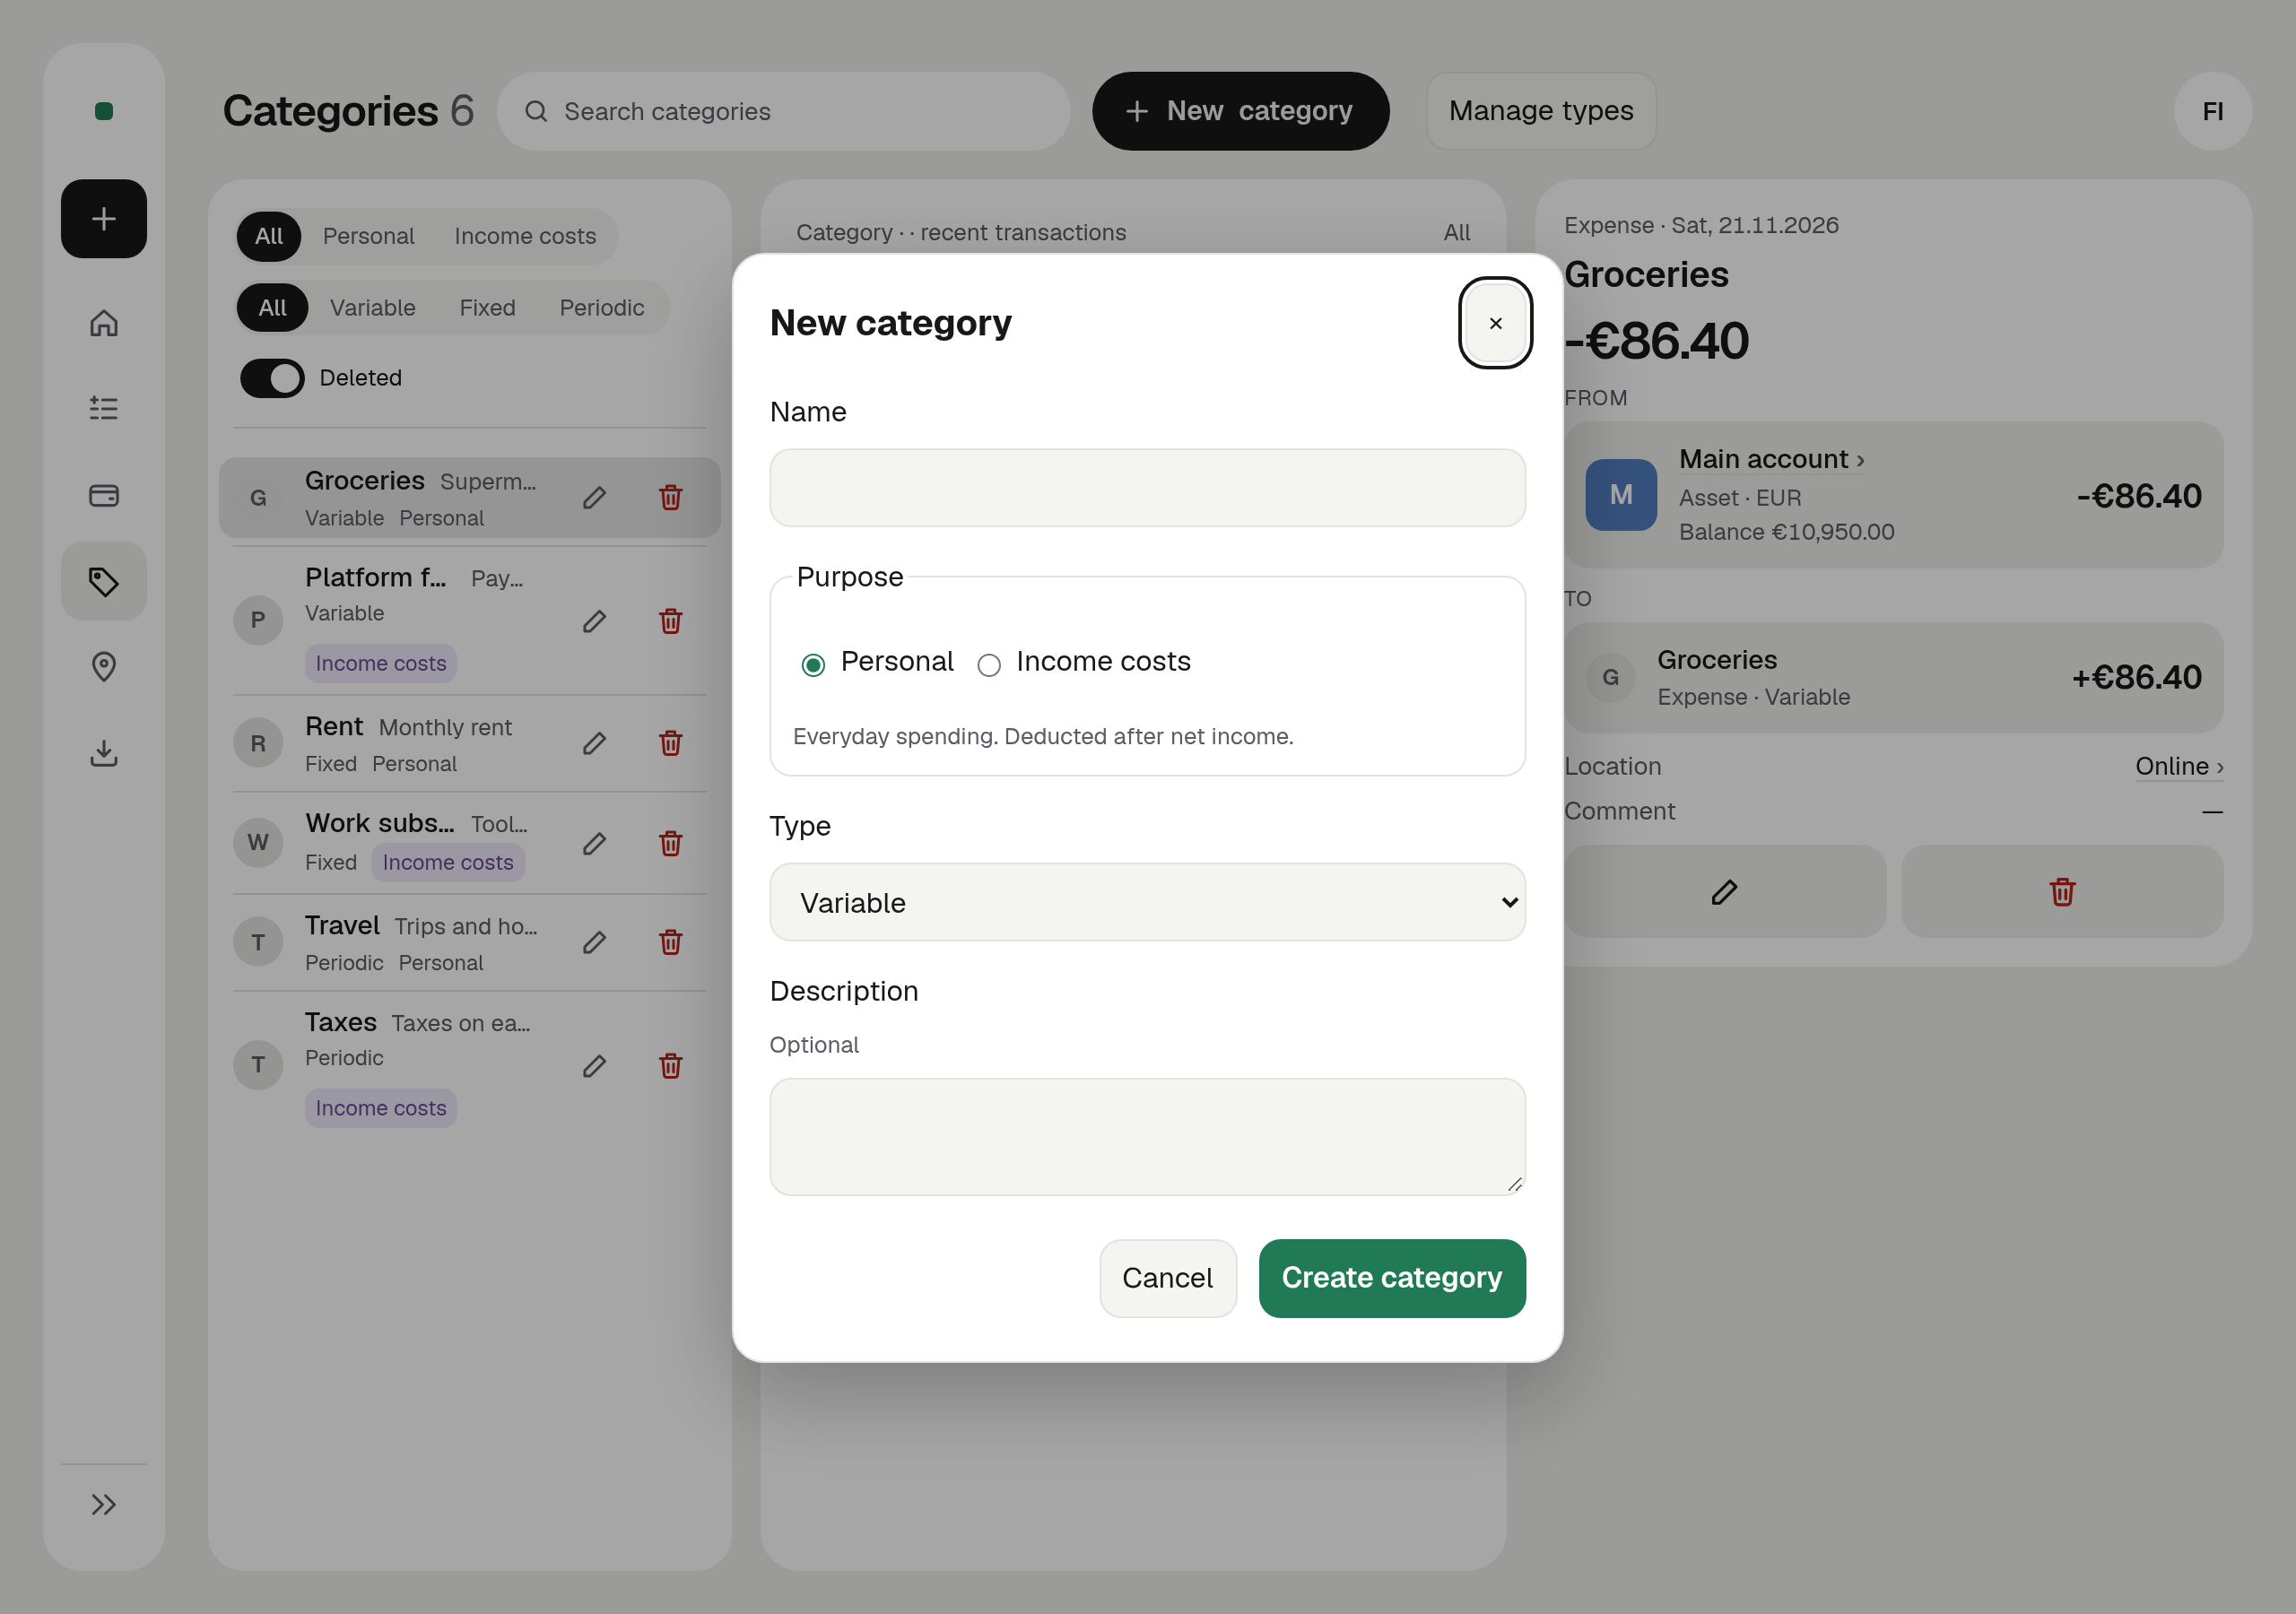 Categories 6
Search categories
New category
Manage types
FI
All Personal Income costs
All Variable Fixed Periodic
Deleted
G
Groceries Superm...
Variable Personal
P
Platform f... Pay...
Variable
Income costs
R
Rent Monthly rent
Fixed Personal
W
Work subs... Tool...
Fixed Income costs
T
Travel Trips and ho...
Periodic Personal
T
Taxes Taxes on ea...
Periodic
Income costs
Category · · recent transactions All
New category
×
Name
Purpose
Personal Income costs
Everyday spending. Deducted after net income.
Type
Variable
Description
Optional
Cancel Create category
Expense · Sat, 21.11.2026
Groceries
-€86.40
FROM
M
Main account ›
Asset · EUR
Balance €10,950.00
-€86.40
TO
G
Groceries
Expense · Variable
+€86.40
Location Online ›
Comment —